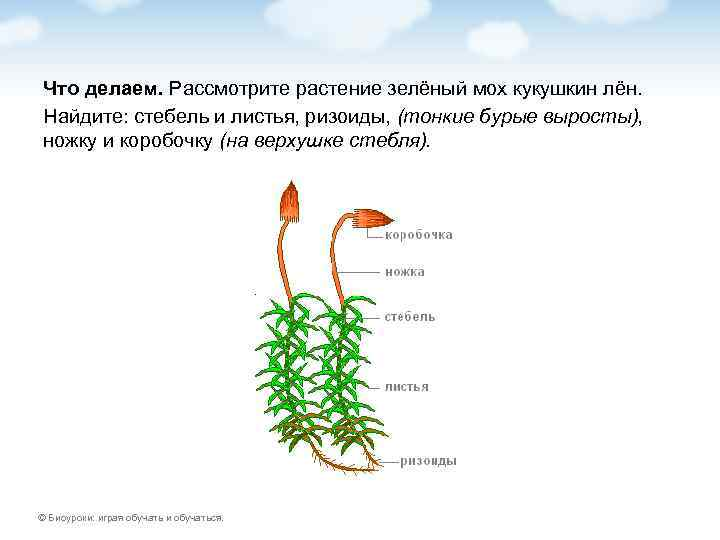 Что делаем. Рассмотрите растение зелёный мох кукушкин лён.
Найдите: стебель и листья, ризоиды, (тонкие бурые выросты),
ножку и коробочку (на верхушке стебля).
коробочка
ножка
стебель
листья
ризоиды
© Биоуроки: играя обучать и обучаться.